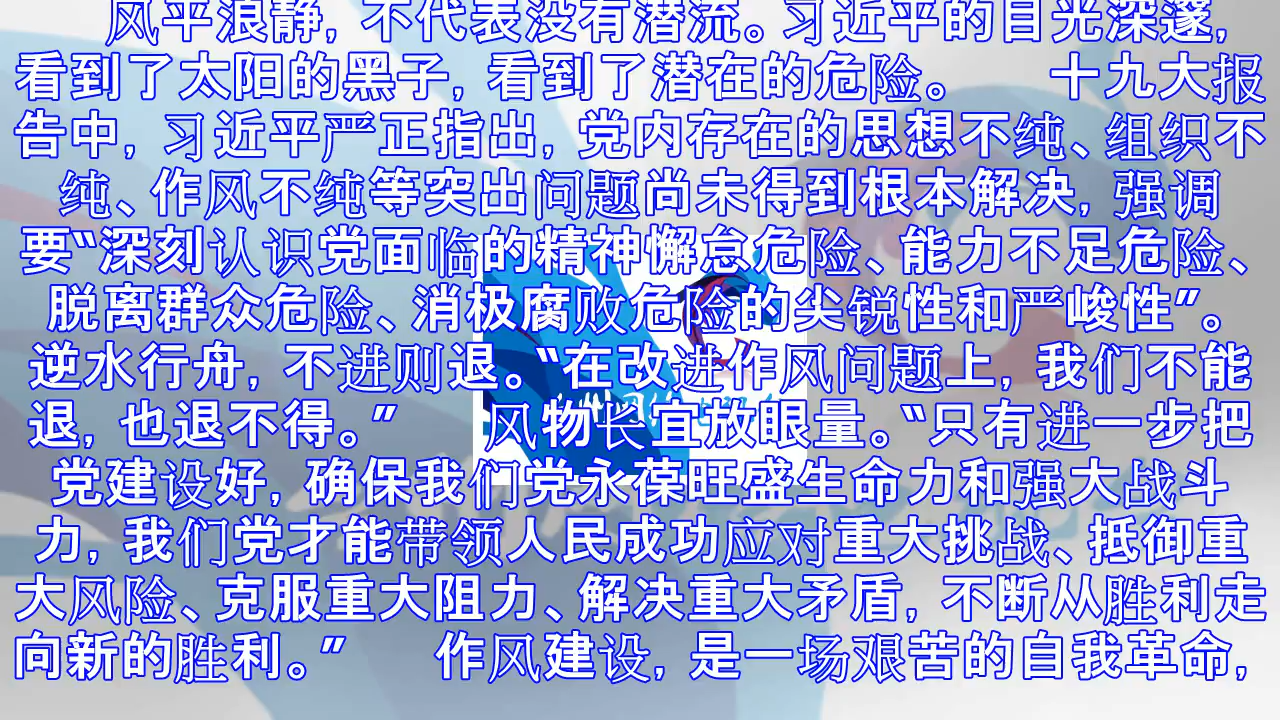 风平浪静, 不代表没有潜流。习近平的目光深邃,
看到了太阳的黑子, 看到了潜在的危险。 十九大报
告中, 习近平严正指出, 党内存在的思想不纯、组织不
纯、作风不纯等突出问题尚未得到根本解决, 强调
要“深刻认识党面临的精神懈怠危险、能力不足危险、
脱离群众危险、消极腐败危险的尖锐性和严峻性”。
逆水行舟, 不进则退。“在改进作风问题上, 我们不能
退, 也退不得。” 风物长宜放眼量。“只有进一步把
党建设好, 确保我们党永葆旺盛生命力和强大战斗
力, 我们党才能带领人民成功应对重大挑战、抵御重
大风险、克服重大阻力、解决重大矛盾, 不断从胜利走
向新的胜利。” 作风建设, 是一场艰苦的自我革命,